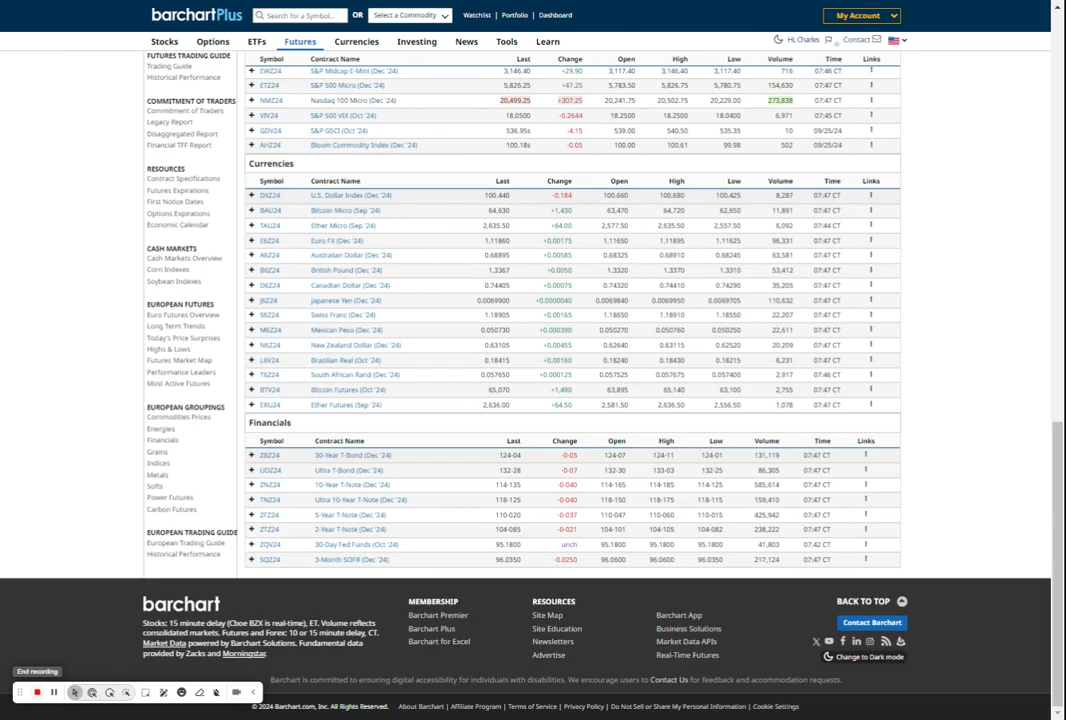 barchartPlus Search for a Symbol... Select a Commodity Watchlist | Portfolio | Dashboard My Account
Stocks Options ETFs Futures Currencies Investing News Tools Learn Hi, Charles Contact
FUTURES TRADING GUIDE
Trading Guide
Historical Performance
COMMITMENT OF TRADERS
Commitment of Traders
Legacy Report
Disaggregated Report
Financial TFF Report
RESOURCES
Contract Specifications
Futures Expirations
First Notice Dates
Options Expirations
Economic Calendar
CASH MARKETS
Cash Markets Overview
Corn Indexes
Soybean Indexes
EUROPEAN FUTURES
Euro Futures Overview
Long Term Trends
Today's Price Surprises
Highs & Lows
Futures Market Map
Performance Leaders
Most Active Futures
EUROPEAN GROUPINGS
Commodities Prices
Energies
Financials
Grains
Indices
Metals
Softs
Power Futures
Carbon Futures
EUROPEAN TRADING GUIDE
European Trading Guide
Historical Performance
Symbol Contract Name Last Change Open High Low Volume Time Links
EWZ24 S&P Midcap E-Mini (Dec '24) 3,146.40 +29.90 3,117.40 3,146.40 3,117.40 716 07:46 CT
ETZ24 S&P 500 Micro (Dec '24) 5,826.25 +47.25 5,783.50 5,826.75 5,780.75 154,630 07:47 CT
NMZ24 Nasdaq 100 Micro (Dec '24) 20,499.25 +307.25 20,241.75 20,502.75 20,229.00 273,838 07:47 CT
VIV24 S&P 500 VIX (Oct '24) 18.0500 -0.2644 18.2500 18.2500 18.0400 6,971 07:45 CT
GDV24 S&P GSCI (Oct '24) 536.95s -4.15 539.00 540.50 535.35 10 09/25/24
AHZ24 Bloom Commodity Index (Dec '24) 100.18s -0.05 100.00 100.61 99.98 502 09/25/24
Currencies
Symbol Contract Name Last Change Open High Low Volume Time Links
DXZ24 U.S. Dollar Index (Dec '24) 100.440 -0.184 100.660 100.680 100.425 8,287 07:47 CT
BAU24 Bitcoin Micro (Sep '24) 64,630 +1,430 63,470 64,720 62,650 11,891 07:47 CT
TAU24 Ether Micro (Sep '24) 2,635.50 +64.00 2,577.50 2,635.50 2,557.50 6,092 07:44 CT
E6Z24 Euro FX (Dec '24) 1.11860 +0.00175 1.11650 1.11895 1.11625 96,331 07:47 CT
A6Z24 Australian Dollar (Dec '24) 0.68895 +0.00585 0.68325 0.68910 0.68245 63,581 07:47 CT
B6Z24 British Pound (Dec '24) 1.3367 +0.0050 1.3320 1.3370 1.3310 53,412 07:47 CT
D6Z24 Canadian Dollar (Dec '24) 0.74405 +0.00075 0.74320 0.74410 0.74290 35,205 07:47 CT
J6Z24 Japanese Yen (Dec '24) 0.0069900 +0.0000040 0.0069840 0.0069950 0.0069705 110,632 07:47 CT
S6Z24 Swiss Franc (Dec '24) 1.18905 +0.00165 1.18650 1.18910 1.18550 22,207 07:47 CT
M6Z24 Mexican Peso (Dec '24) 0.050730 +0.000390 0.050270 0.050760 0.050250 22,611 07:47 CT
N6Z24 New Zealand Dollar (Dec '24) 0.63105 +0.00455 0.62640 0.63115 0.62520 20,209 07:47 CT
L6V24 Brazilian Real (Oct '24) 0.18415 +0.00160 0.18240 0.18430 0.18215 6,231 07:47 CT
T6Z24 South African Rand (Dec '24) 0.057650 +0.000125 0.057525 0.057675 0.057400 2,917 07:46 CT
BTV24 Bitcoin Futures (Oct '24) 65,070 +1,490 63,895 65,140 63,100 2,755 07:47 CT
ERU24 Ether Futures (Sep '24) 2,636.00 +64.50 2,581.50 2,636.50 2,556.50 1,078 07:47 CT
Financials
Symbol Contract Name Last Change Open High Low Volume Time Links
ZBZ24 30-Year T-Bond (Dec '24) 124-04 -0-05 124-07 124-11 124-01 131,119 07:47 CT
UDZ24 Ultra T-Bond (Dec '24) 132-28 -0-07 132-30 133-03 132-25 86,305 07:47 CT
ZNZ24 10-Year T-Note (Dec '24) 114-135 -0-040 114-165 114-185 114-125 585,614 07:47 CT
TNZ24 Ultra 10-Year T-Note (Dec '24) 118-125 -0-040 118-150 118-175 118-115 159,410 07:47 CT
ZFZ24 5-Year T-Note (Dec '24) 110-020 -0-037 110-047 110-060 110-015 425,942 07:47 CT
ZTZ24 2-Year T-Note (Dec '24) 104-085 -0-021 104-101 104-105 104-082 238,222 07:47 CT
ZQV24 30-Day Fed Funds (Oct '24) 95.1800 unch 95.1800 95.1800 95.1800 41,803 07:42 CT
SQZ24 3-Month SOFR (Dec '24) 96.0350 -0.0250 96.0600 96.0600 96.0350 217,124 07:47 CT
barchart
Stocks: 15 minute delay (Cboe BZX is real-time), ET. Volume reflects
consolidated markets. Futures and Forex: 10 or 15 minute delay, CT.
Market Data powered by Barchart Solutions. Fundamental data
provided by Zacks and Morningstar.
MEMBERSHIP
Barchart Premier
Barchart Plus
Barchart for Excel
RESOURCES
Site Map
Site Education
Newsletters
Advertise
Barchart App
Business Solutions
Market Data APIs
Real-Time Futures
BACK TO TOP
Contact Barchart
Change to Dark mode
End recording
Barchart is committed to ensuring digital accessibility for individuals with disabilities. We encourage users to Contact Us for feedback and accommodation requests.
© 2024 Barchart.com, Inc. All Rights Reserved. About Barchart | Affiliate Program | Terms of Service | Privacy Policy | Do Not Sell or Share My Personal Information | Cookie Settings